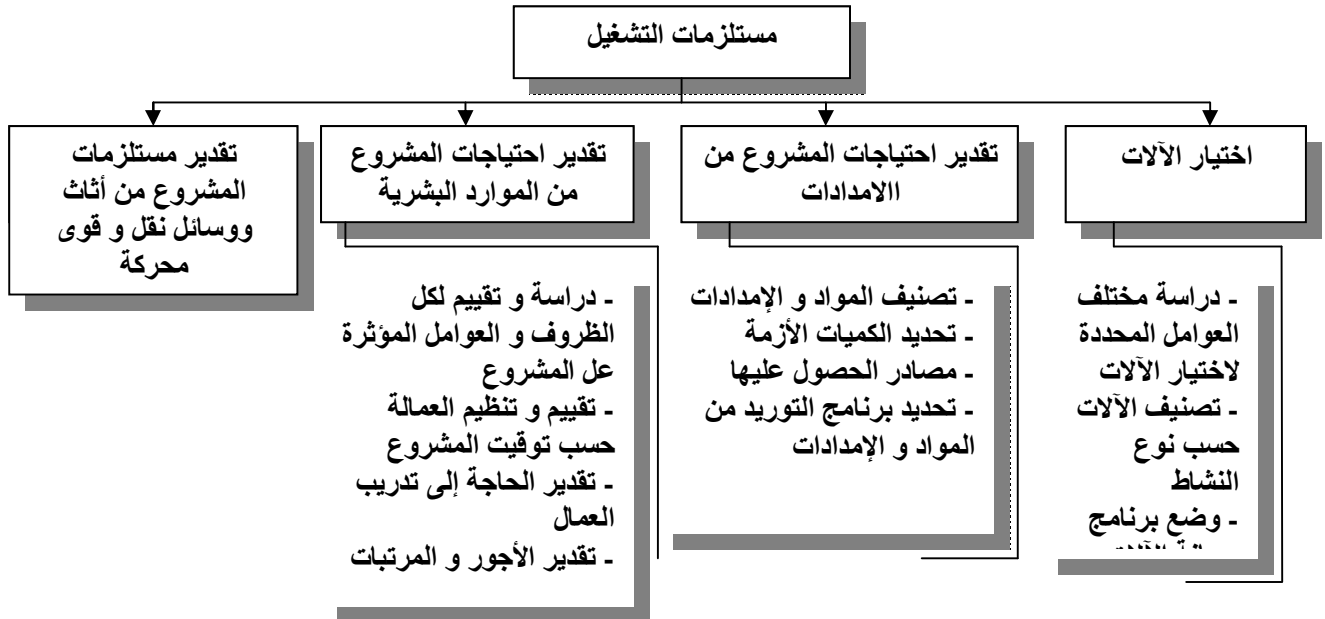 مستلزمات التشغيل
اختيار الآلات
تقدير احتياجات المشروع من
االامدادات
تقدير احتياجات المشروع
من الموارد البشرية
تقدير مستلزمات
المشروع من أثاث
ووسائل نقل و قوى
محركة
- دراسة مختلف
العوامل المحددة
لاختيار الآلات
- تصنيف الآلات
حسب نوع
النشاط
- وضع برنامج
- تصنيف المواد و الإمدادات
- تحديد الكميات الأزمة
- مصادر الحصول عليها
- تحديد برنامج التوريد من
المواد و الإمدادات
- دراسة و تقييم لكل
الظروف و العوامل المؤثرة
عل المشروع
- تقييم و تنظيم العمالة
حسب توقيت المشروع
- تقدير الحاجة إلى تدريب
العمال
- تقدير الأجور و المرتبات